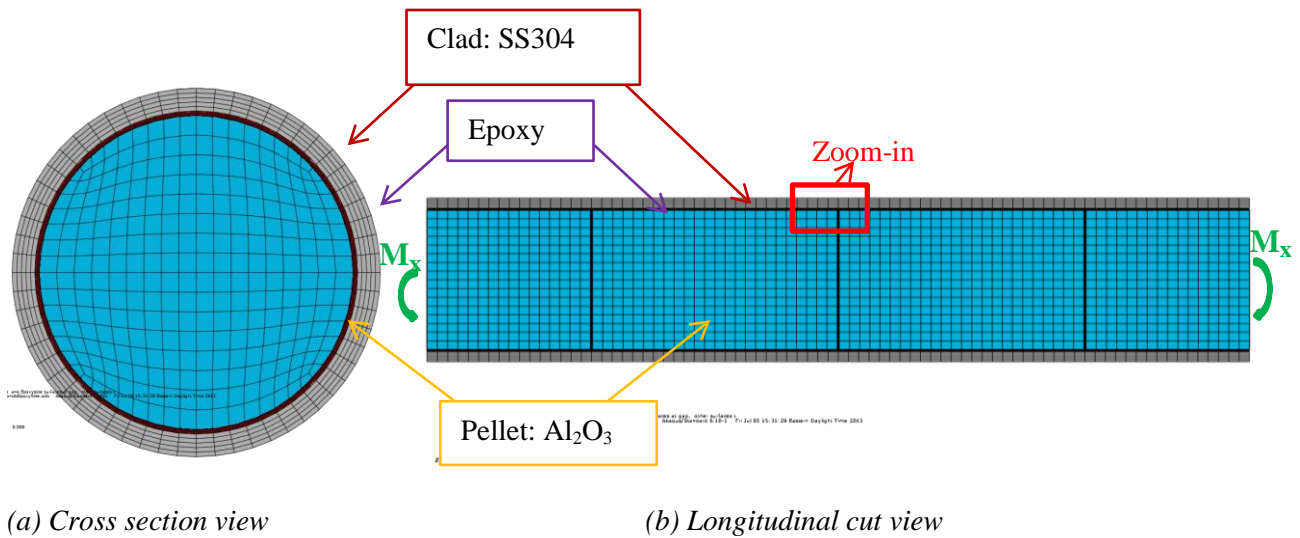 Clad: SS304
Epoxy
Zoom-in
Mx
Mx
Pellet: Al₂O₃
(a) Cross section view
(b) Longitudinal cut view